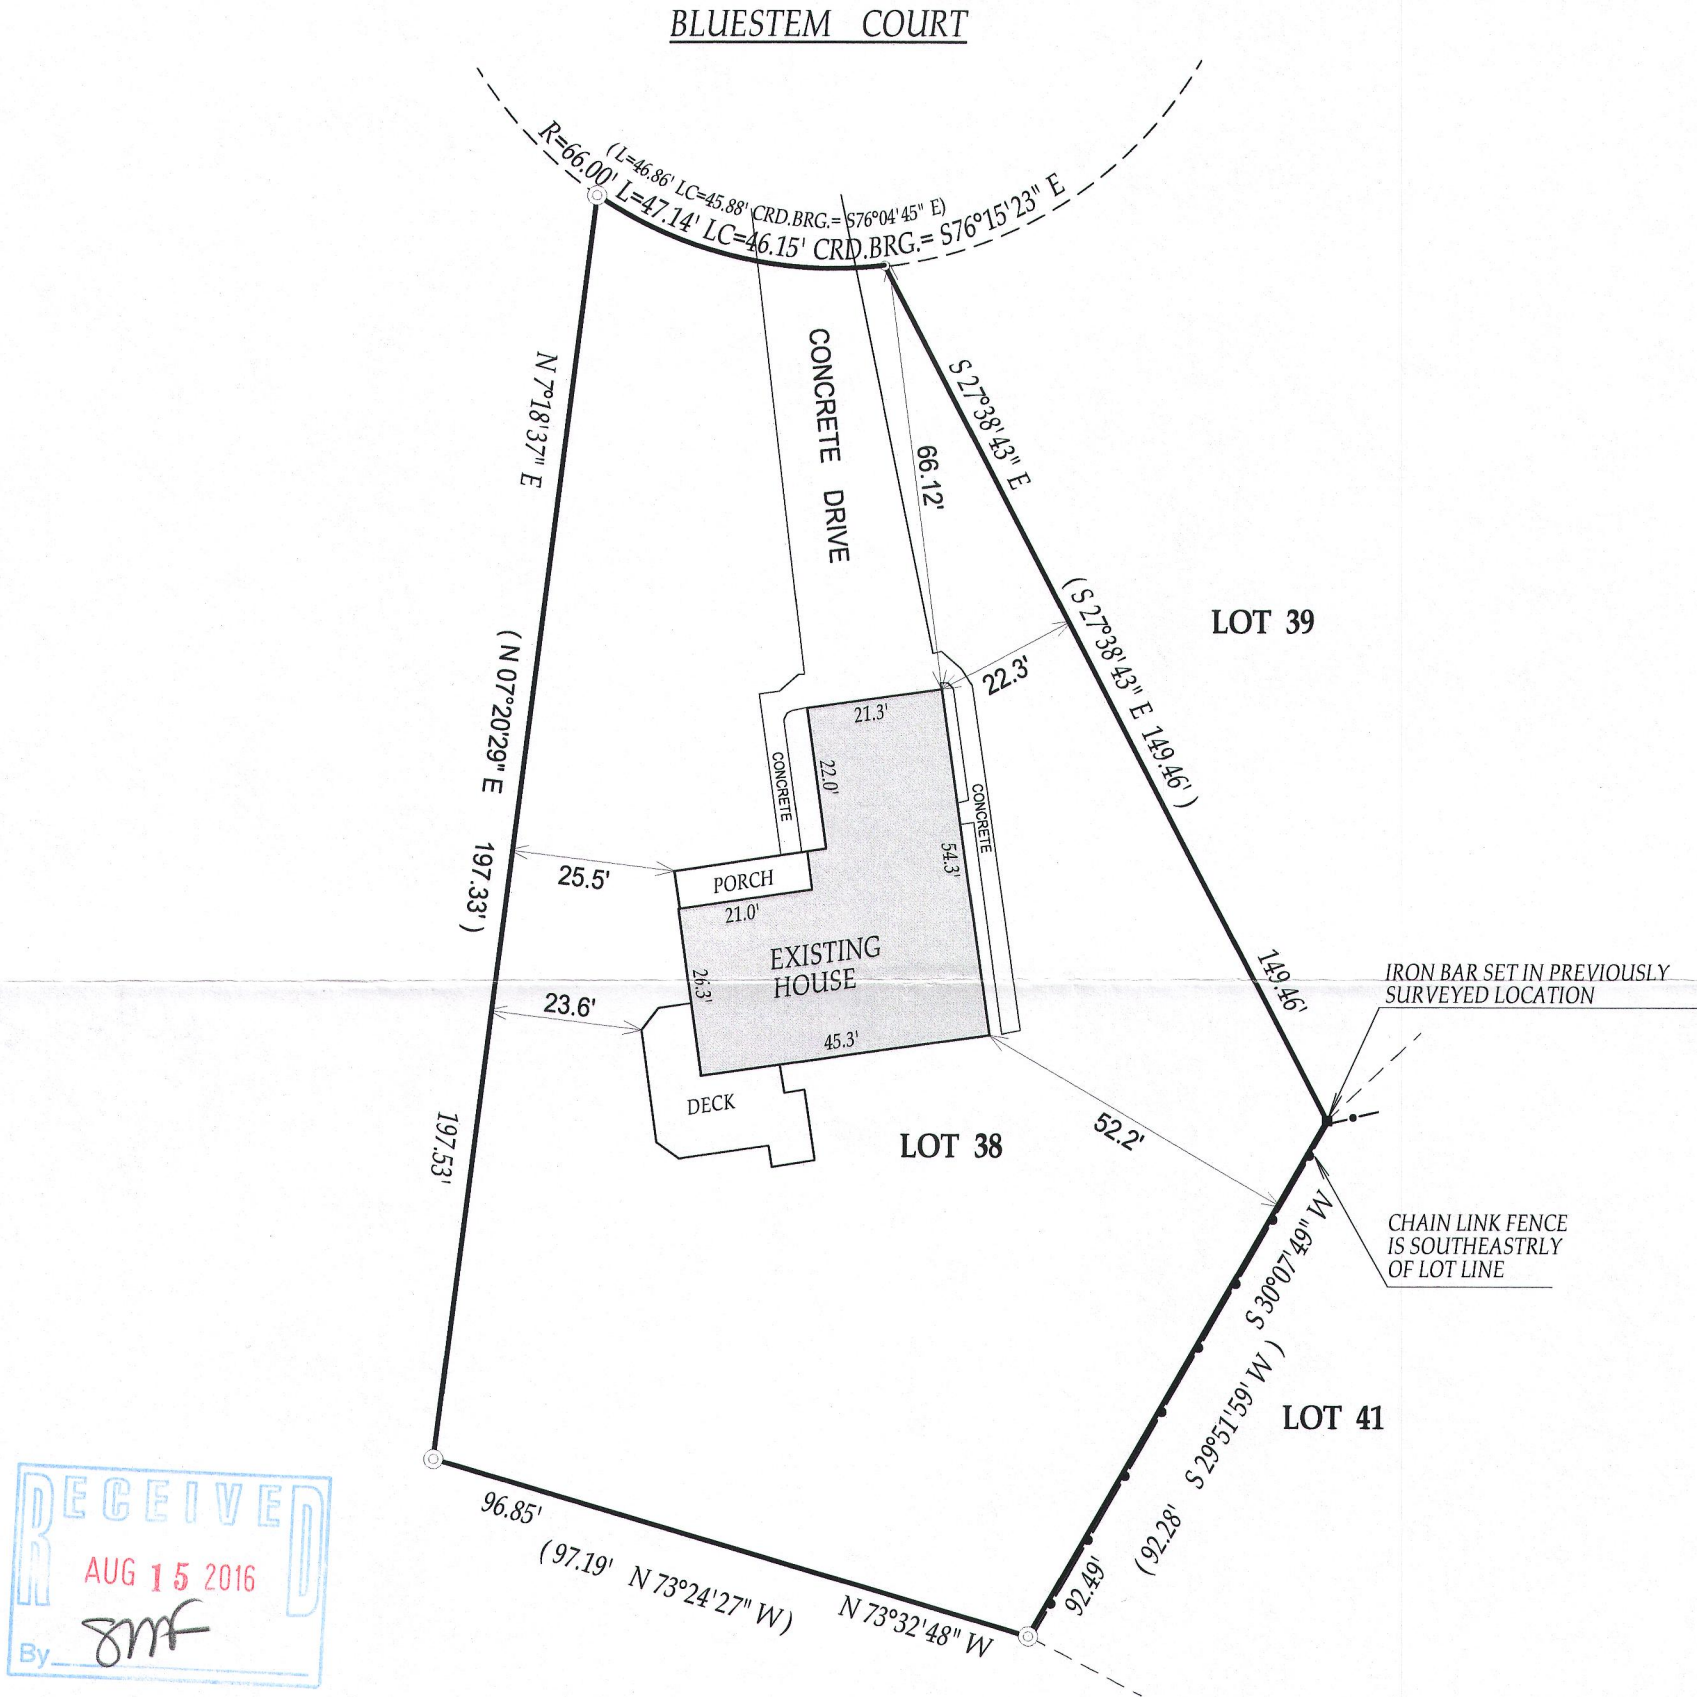 BLUESTEM COURT
(L=46.86' LC=45.88' CRD.BRG.= S76°04'45" E)
R=66.00' L=47.14' LC=46.15' CRD.BRG.= S76°15'23" E
N 7°18'37" E
CONCRETE DRIVE
S 27°38'43" E
66.12'
(S 27°38'43" E 149.46')
LOT 39
22.3'
(N 07°20'29" E 197.33')
21.3'
22.0'
CONCRETE
CONCRETE
54.3'
25.5'
PORCH
21.0'
EXISTING
HOUSE
26.3'
23.6'
45.3'
149.46'
IRON BAR SET IN PREVIOUSLY
SURVEYED LOCATION
DECK
197.53'
LOT 38
52.2'
CHAIN LINK FENCE
IS SOUTHEASTRLY
OF LOT LINE
S 30°07'49" W
(92.28' S 29°51'59' W)
LOT 41
92.49'
96.85'
(97.19' N 73°24'27" W)
N 73°32'48" W
RECEIVED
AUG 15 2016
By SMF